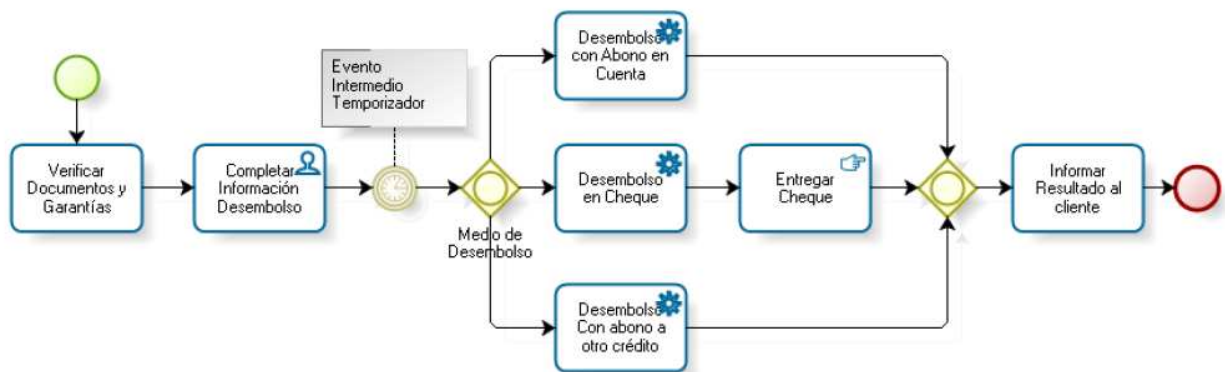 Verificar
Documentos y
Garantías
Completar
Información
Desembolso
Evento
Intermedio
Temporizador
Medio de
Desembolso
Desembolso
con Abono en
Cuenta
Desembolso
en Cheque
Entregar
Cheque
Desembolso
Con abono a
otro crédito
Informar
Resultado al
cliente